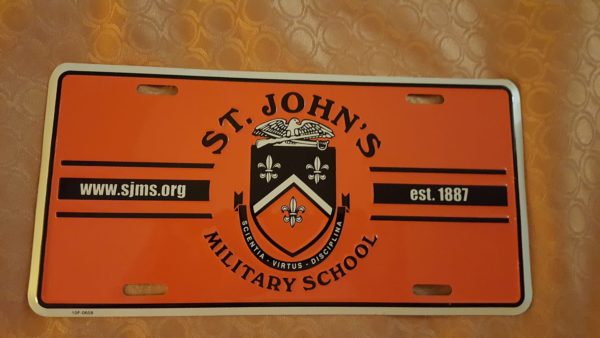 ST. JOHN'S
www.sjms.org
est. 1887
SCIENTIA · VIRTUS · DISCIPLINA
MILITARY SCHOOL